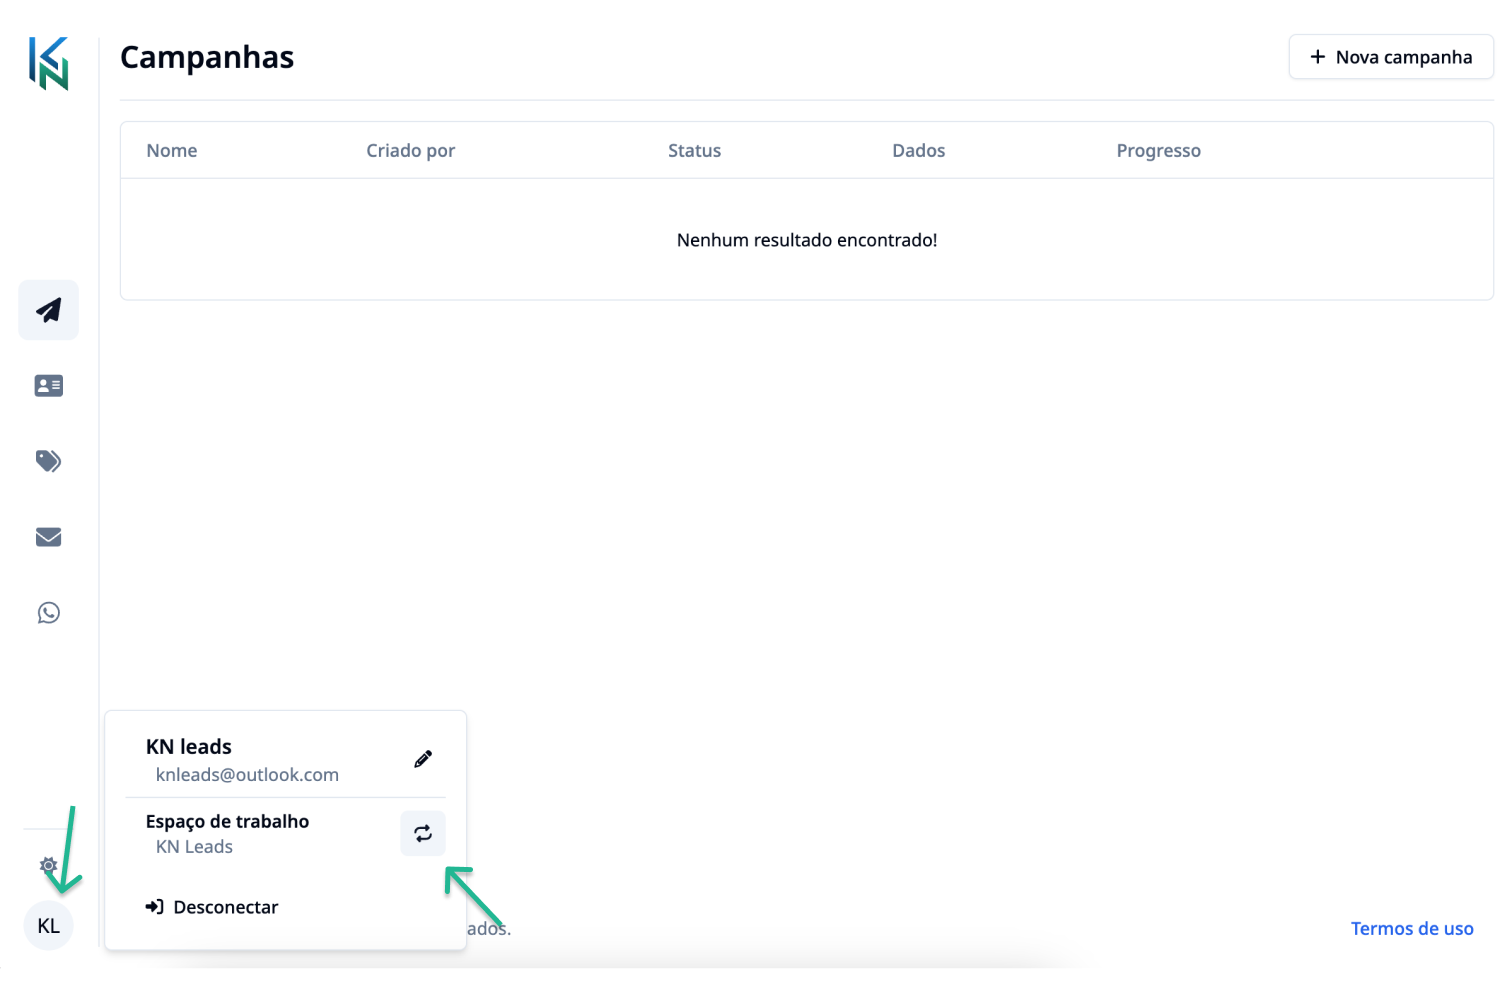 KN
Campanhas
+ Nova campanha
Nome Criado por Status Dados Progresso
Nenhum resultado encontrado!
KN leads
knleads@outlook.com
Espaço de trabalho
KN Leads
Desconectar
KL
ados.
Termos de uso